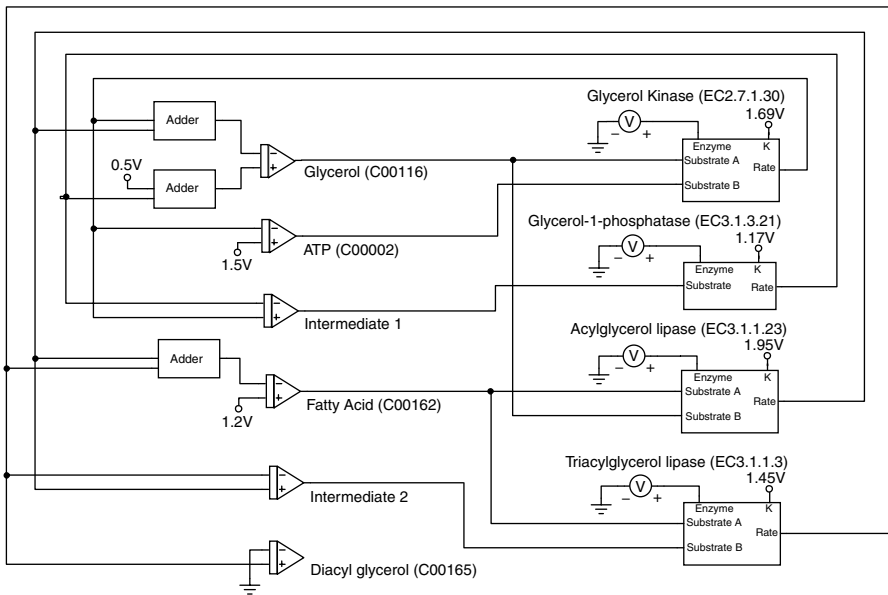 Glycerol Kinase (EC2.7.1.30)
1.69V
V
− +
Enzyme K
Substrate A
Rate
Substrate B
Adder
−
+
Glycerol (C00116)
0.5V
Adder
Glycerol-1-phosphatase (EC3.1.3.21)
1.17V
V
− +
Enzyme K
Substrate Rate
−
+
ATP (C00002)
1.5V
−
+
Intermediate 1
Acylglycerol lipase (EC3.1.1.23)
1.95V
V
− +
Enzyme K
Substrate A
Rate
Substrate B
Adder
−
+
Fatty Acid (C00162)
1.2V
Triacylglycerol lipase (EC3.1.1.3)
1.45V
V
− +
Enzyme K
Substrate A
Rate
Substrate B
−
+
Intermediate 2
−
+
Diacyl glycerol (C00165)